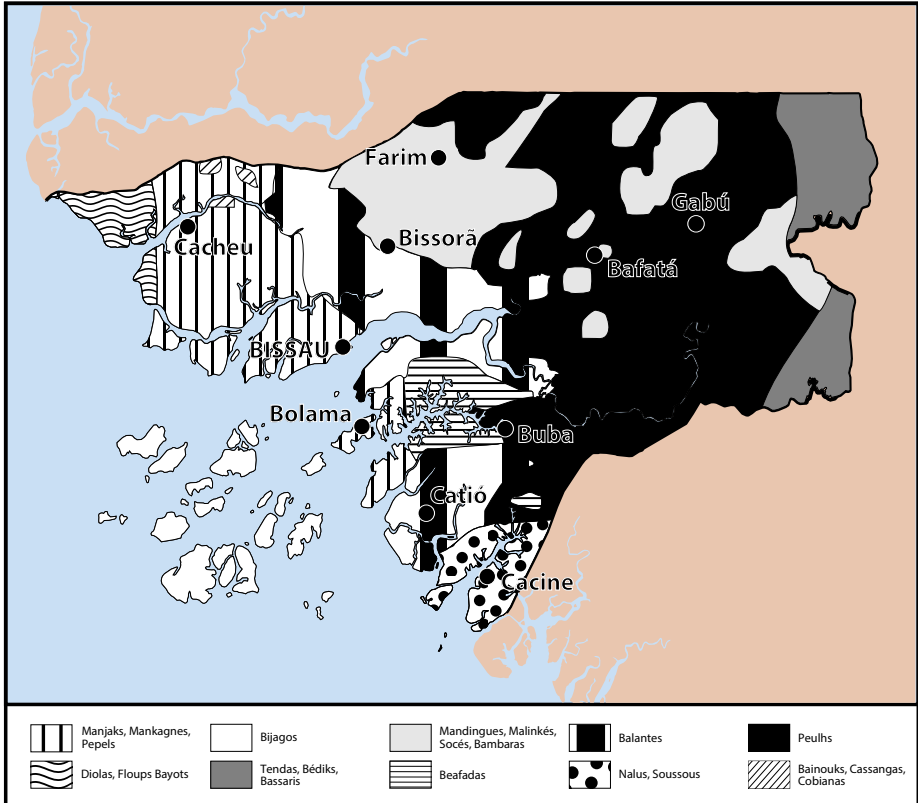 Farim
Gabú
Cacheu
Bissorã
Bafatá
BISSAU
Bolama
Buba
Catió
Cacine
Manjaks, Mankagnes,
Pepels
Bijagos
Mandingues, Malinkés,
Socés, Bambaras
Balantes
Peulhs
Diolas, Floups Bayots
Tendas, Bédiks,
Bassaris
Beafadas
Nalus, Soussous
Bainouks, Cassangas,
Cobianas